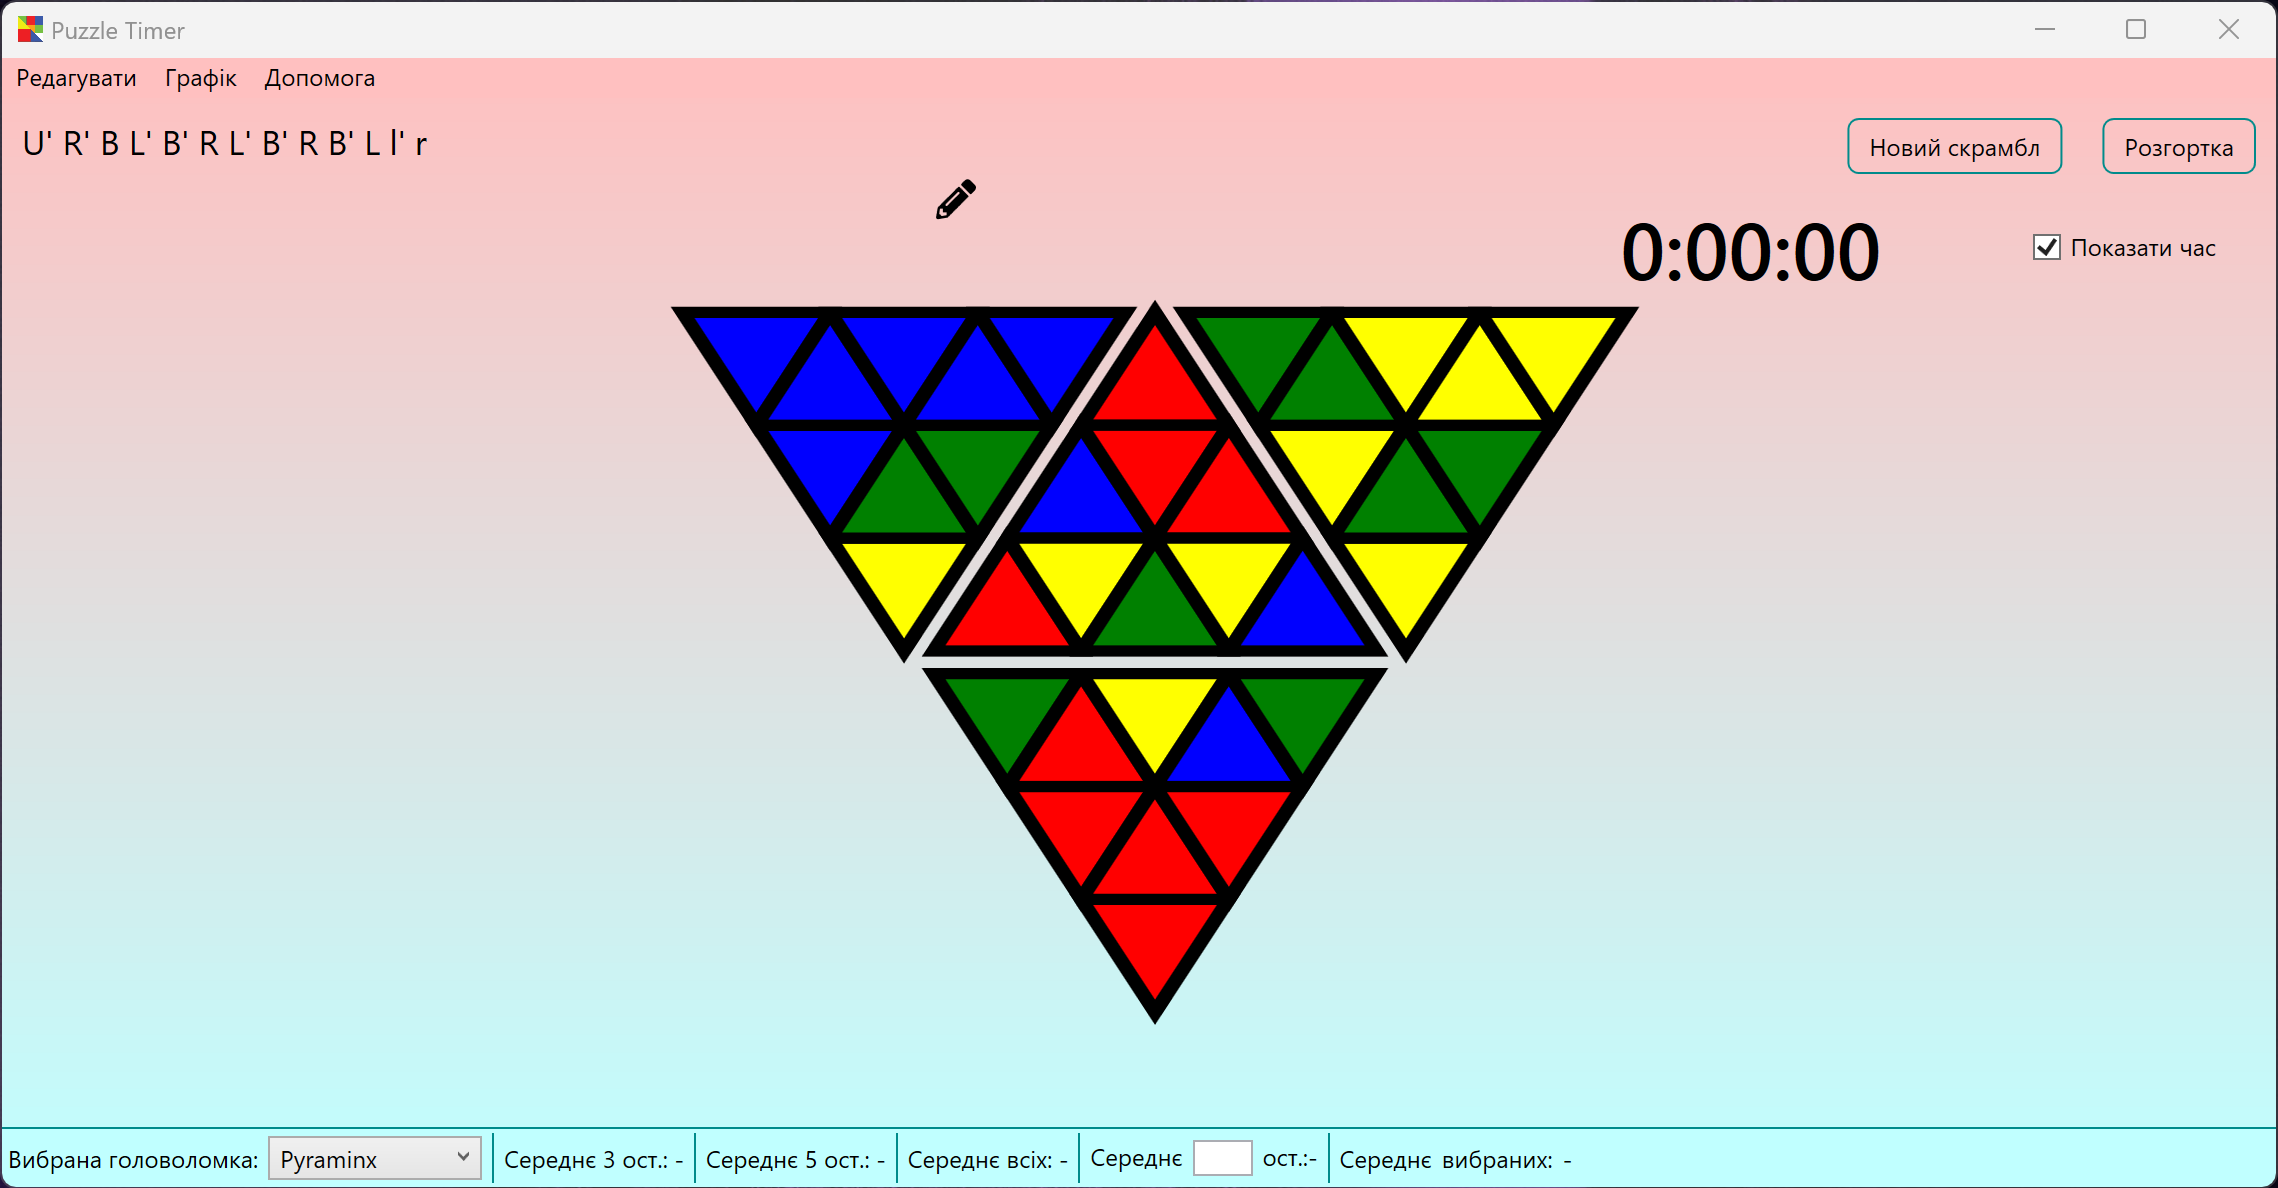 Puzzle Timer
Редагувати Графік Допомога
U' R' B L' B' R L' B' R B' L l' r
Новий скрамбл Розгортка
0:00:00
Показати час
Вибрана головоломка: Pyraminx Середнє 3 ост.: - Середнє 5 ост.: - Середнє всіх: - Середнє ост.:- Середнє вибраних: -